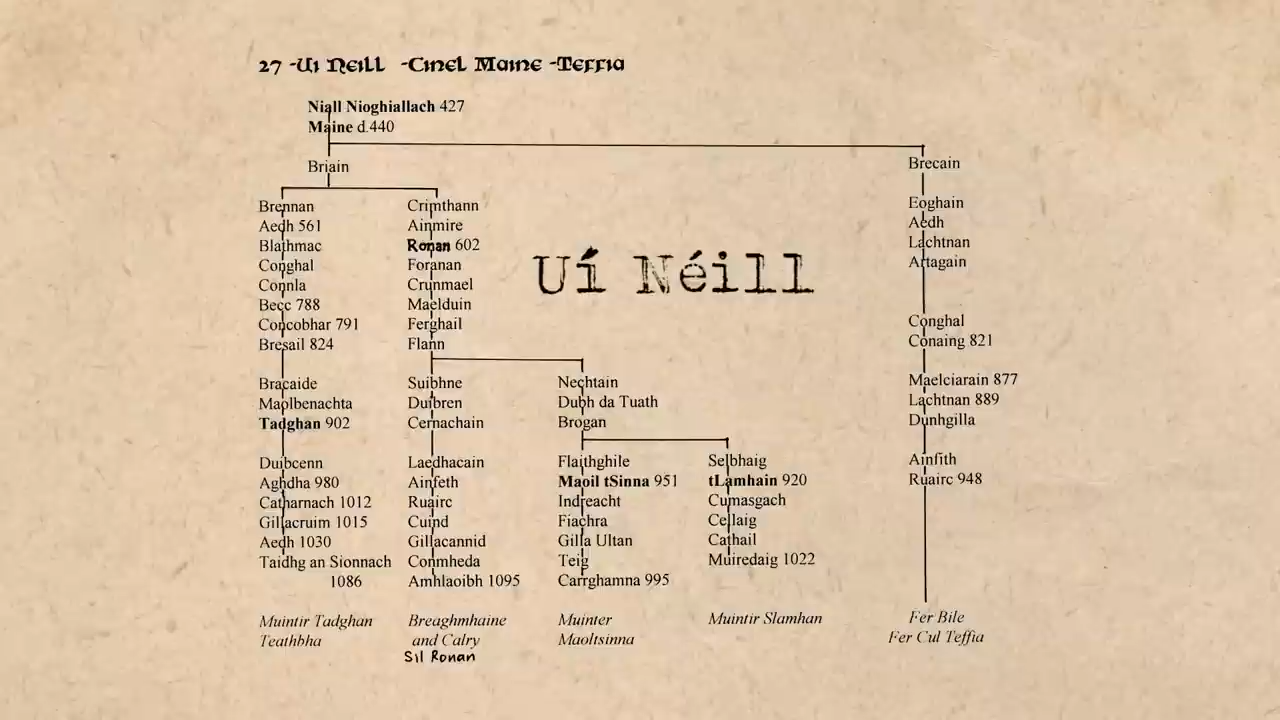 27 -Ui Neill -Cinel Maine -Teffia
Niall Nioghiallach 427
Maine d.440
Briain
Brecain
Brennan
Aedh 561
Blathmac
Conghal
Connla
Becc 788
Concobhar 791
Bresail 824
Bracaide
Maolbenachta
Tadghan 902
Duibcenn
Aghdha 980
Catharnach 1012
Gillacruim 1015
Aedh 1030
Taidhg an Sionnach
1086
Muintir Tadghan
Teathbha
Crimthann
Ainmire
Ronan 602
Foranan
Crunmael
Maelduin
Ferghail
Flann
Suibhne
Duibren
Cernachain
Laedhacain
Ainfeth
Ruairc
Cuind
Gillacannid
Conmheda
Amhlaoibh 1095
Breaghmhaine
and Calry
Sil Ronan
Uí Néill
Nechtain
Dubh da Tuath
Brogan
Flaithghile
Maoil tSinna 951
Indreacht
Fiachra
Gilla Ultan
Teig
Carrghamna 995
Muinter
Maoltsinna
Selbhaig
tLamhain 920
Cumasgach
Cellaig
Cathail
Muiredaig 1022
Muintir Slamhan
Eoghain
Aedh
Lachtnan
Artagain
Conghal
Conaing 821
Maelciarain 877
Lachtnan 889
Dunhgilla
Ainfith
Ruairc 948
Fer Bile
Fer Cul Teffia